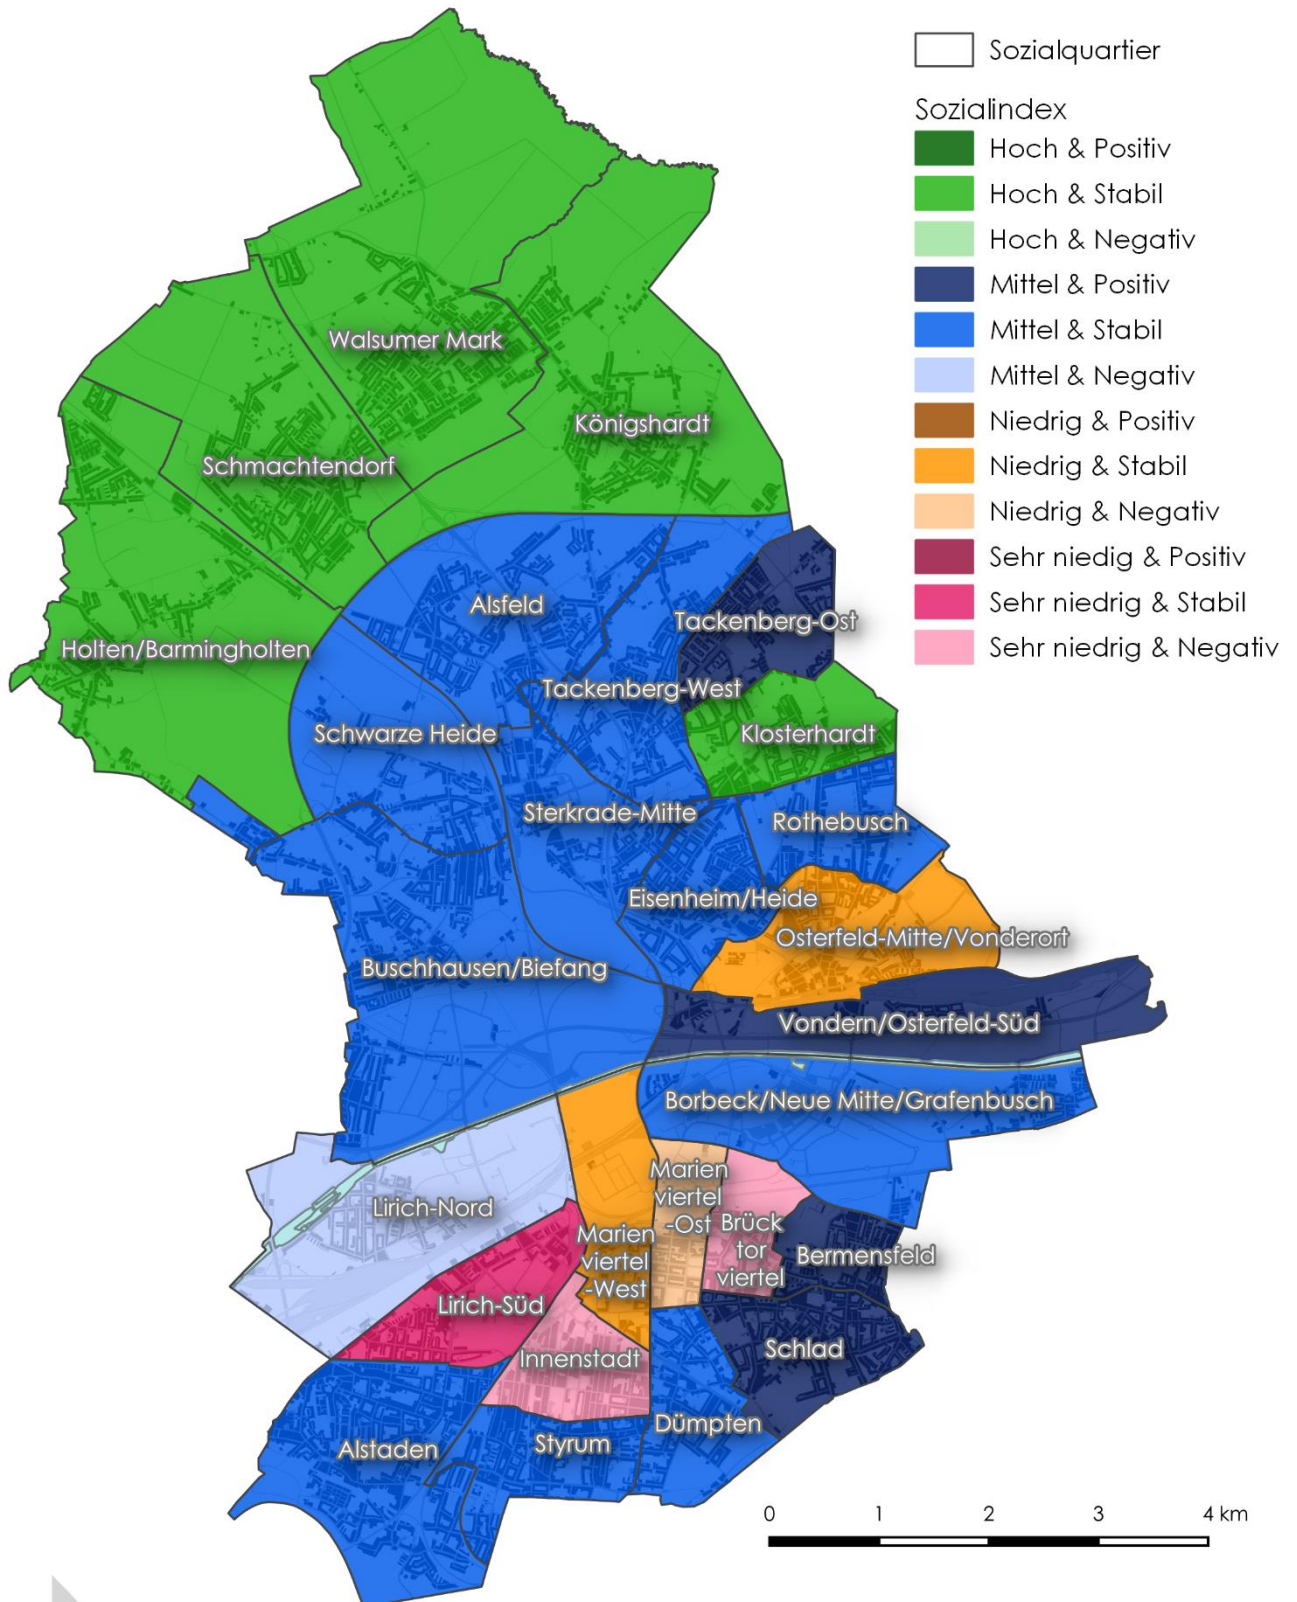 Sozialquartier
Sozialindex
Hoch & Positiv
Hoch & Stabil
Hoch & Negativ
Mittel & Positiv
Mittel & Stabil
Mittel & Negativ
Niedrig & Positiv
Niedrig & Stabil
Niedrig & Negativ
Sehr niedig & Positiv
Sehr niedrig & Stabil
Sehr niedrig & Negativ
Walsumer Mark
Königshardt
Schmachtendorf
Alsfeld
Tackenberg-Ost
Holten/Barmingholten
Tackenberg-West
Schwarze Heide
Klosterhardt
Sterkrade-Mitte
Rothebusch
Eisenheim/Heide
Osterfeld-Mitte/Vonderort
Buschhausen/Biefang
Vondern/Osterfeld-Süd
Borbeck/Neue Mitte/Grafenbusch
Marien
viertel
-Ost
Lirich-Nord
Brück
tor
viertel
Marien
viertel
-West
Bermensfeld
Lirich-Süd
Schlad
Innenstadt
Dümpten
Styrum
Alstaden
0 1 2 3 4 km